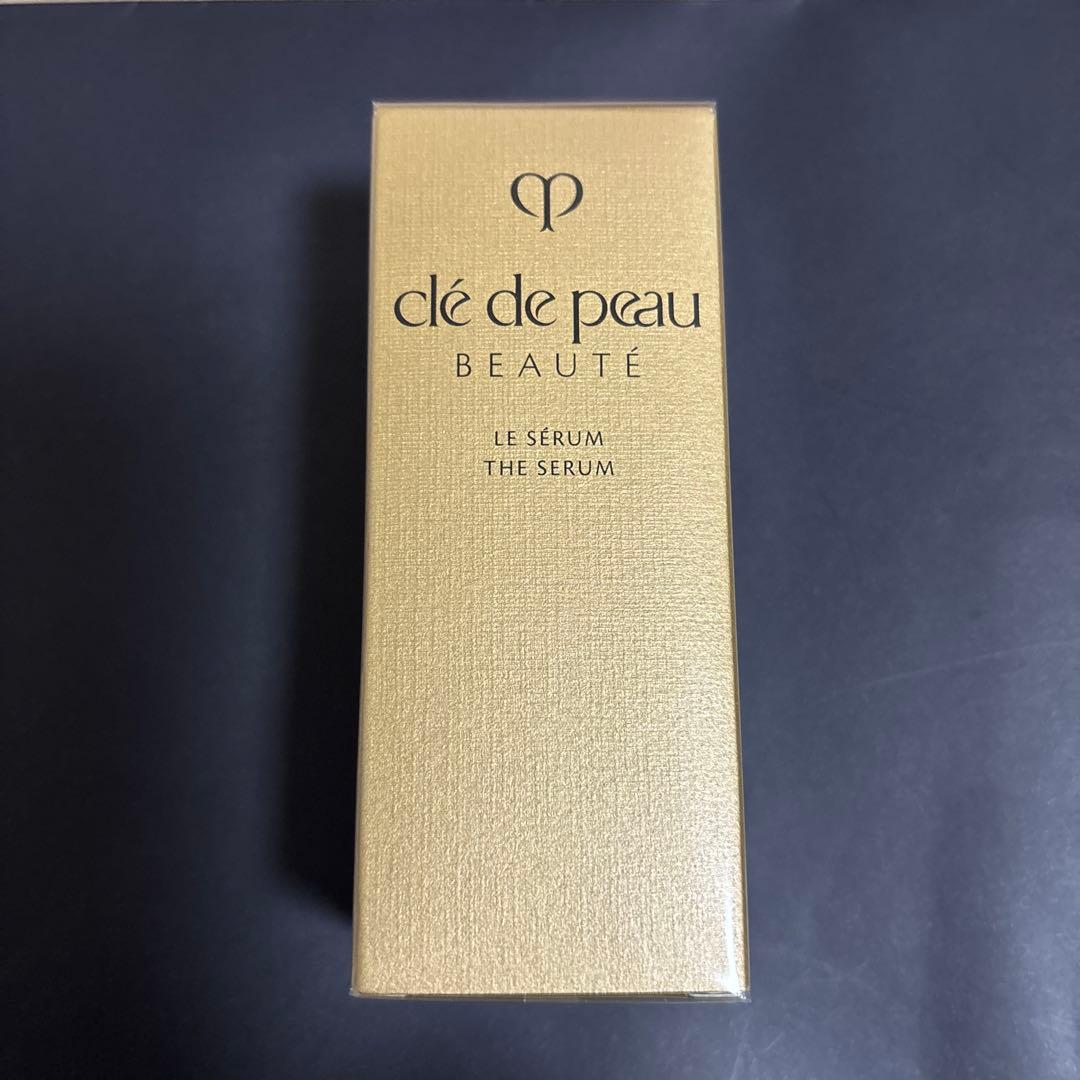 clé de peau
BEAUTÉ
LE SÉRUM
THE SERUM